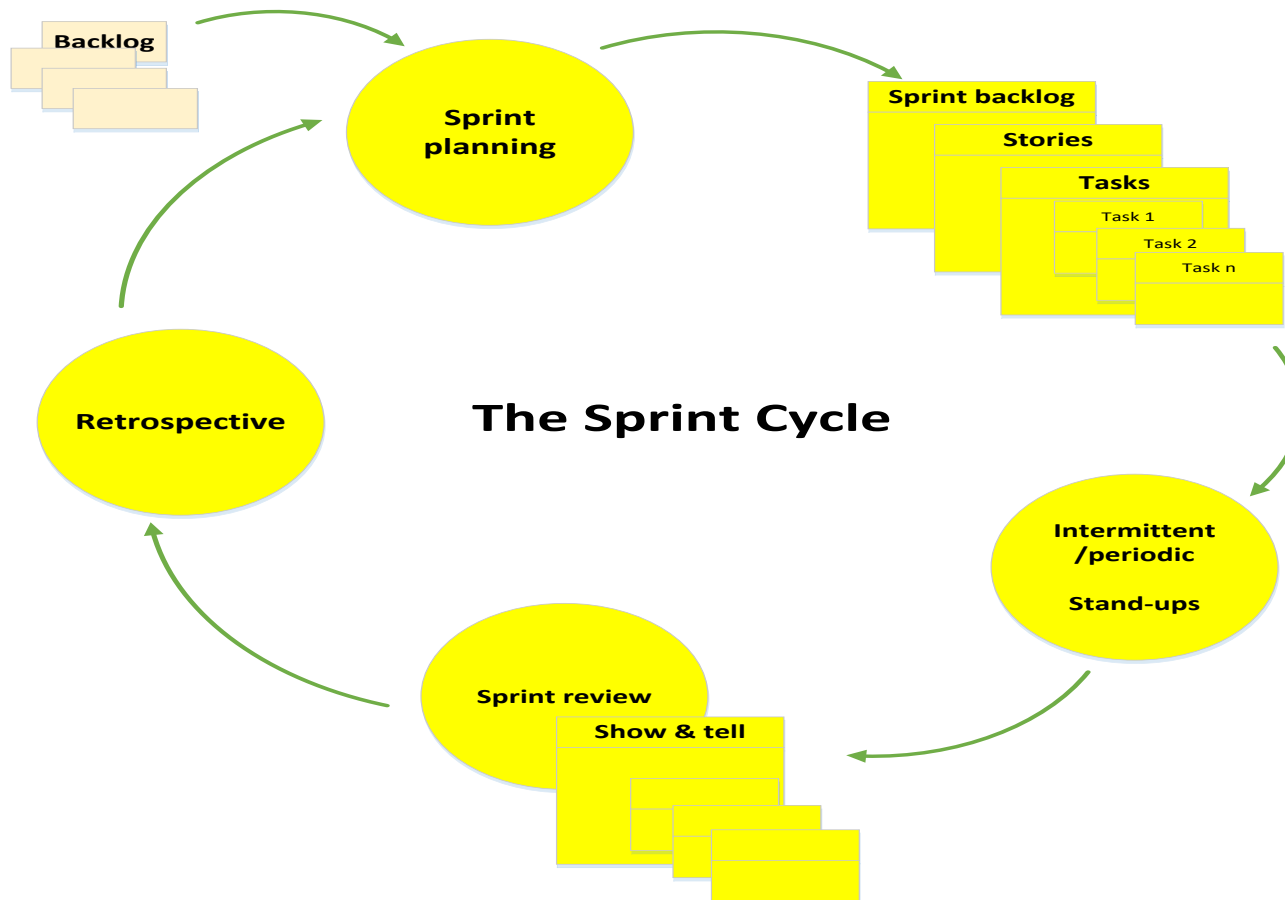 Backlog
Sprint
planning
Sprint backlog
Stories
Tasks
Task 1
Task 2
Task n
Retrospective
The Sprint Cycle
Intermittent
/periodic
Stand-ups
Sprint review
Show & tell